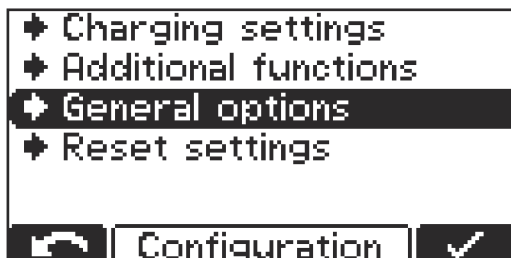 Charging settings
Additional functions
General options
Reset settings
Configuration